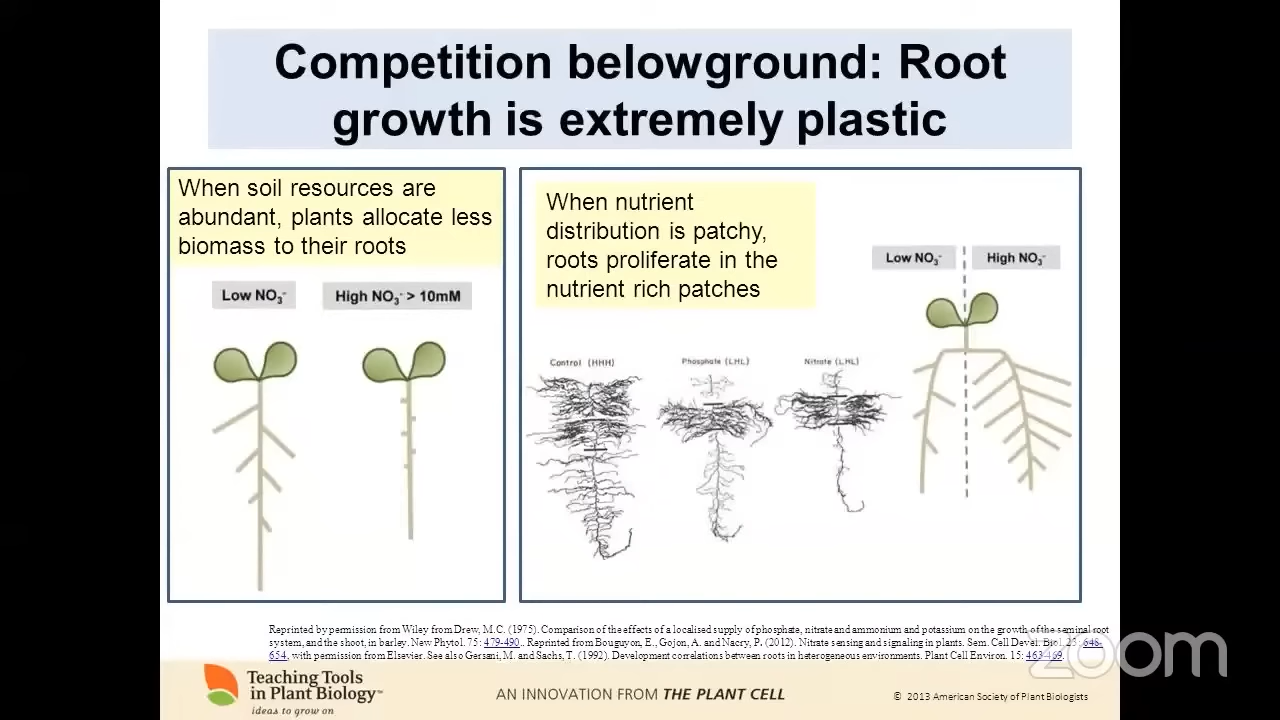 Competition belowground: Root
growth is extremely plastic
When soil resources are
abundant, plants allocate less
biomass to their roots
Low NO₃⁻
High NO₃⁻ > 10mM
When nutrient
distribution is patchy,
roots proliferate in the
nutrient rich patches
Low NO₃⁻
High NO₃⁻
Control (HHH)
Phosphate (LHL)
Nitrate (LHL)
Reprinted by permission from Wiley from Drew, M.C. (1975). Comparison of the effects of a localised supply of phosphate, nitrate and ammonium and potassium on the growth of the seminal root
system, and the shoot, in barley. New Phytol. 75: 479-490. Reprinted from Bouguyon, E., Gojon, A. and Nacry, P. (2012). Nitrate sensing and signaling in plants. Sem. Cell Devel. Biol. 23: 646-
654, with permission from Elsevier. See also Gersani, M. and Sachs, T. (1992). Development correlations between roots in heterogeneous environments. Plant Cell Environ. 15: 463-469.
zoom
Teaching Tools
in Plant Biology™
ideas to grow on
AN INNOVATION FROM THE PLANT CELL
© 2013 American Society of Plant Biologists